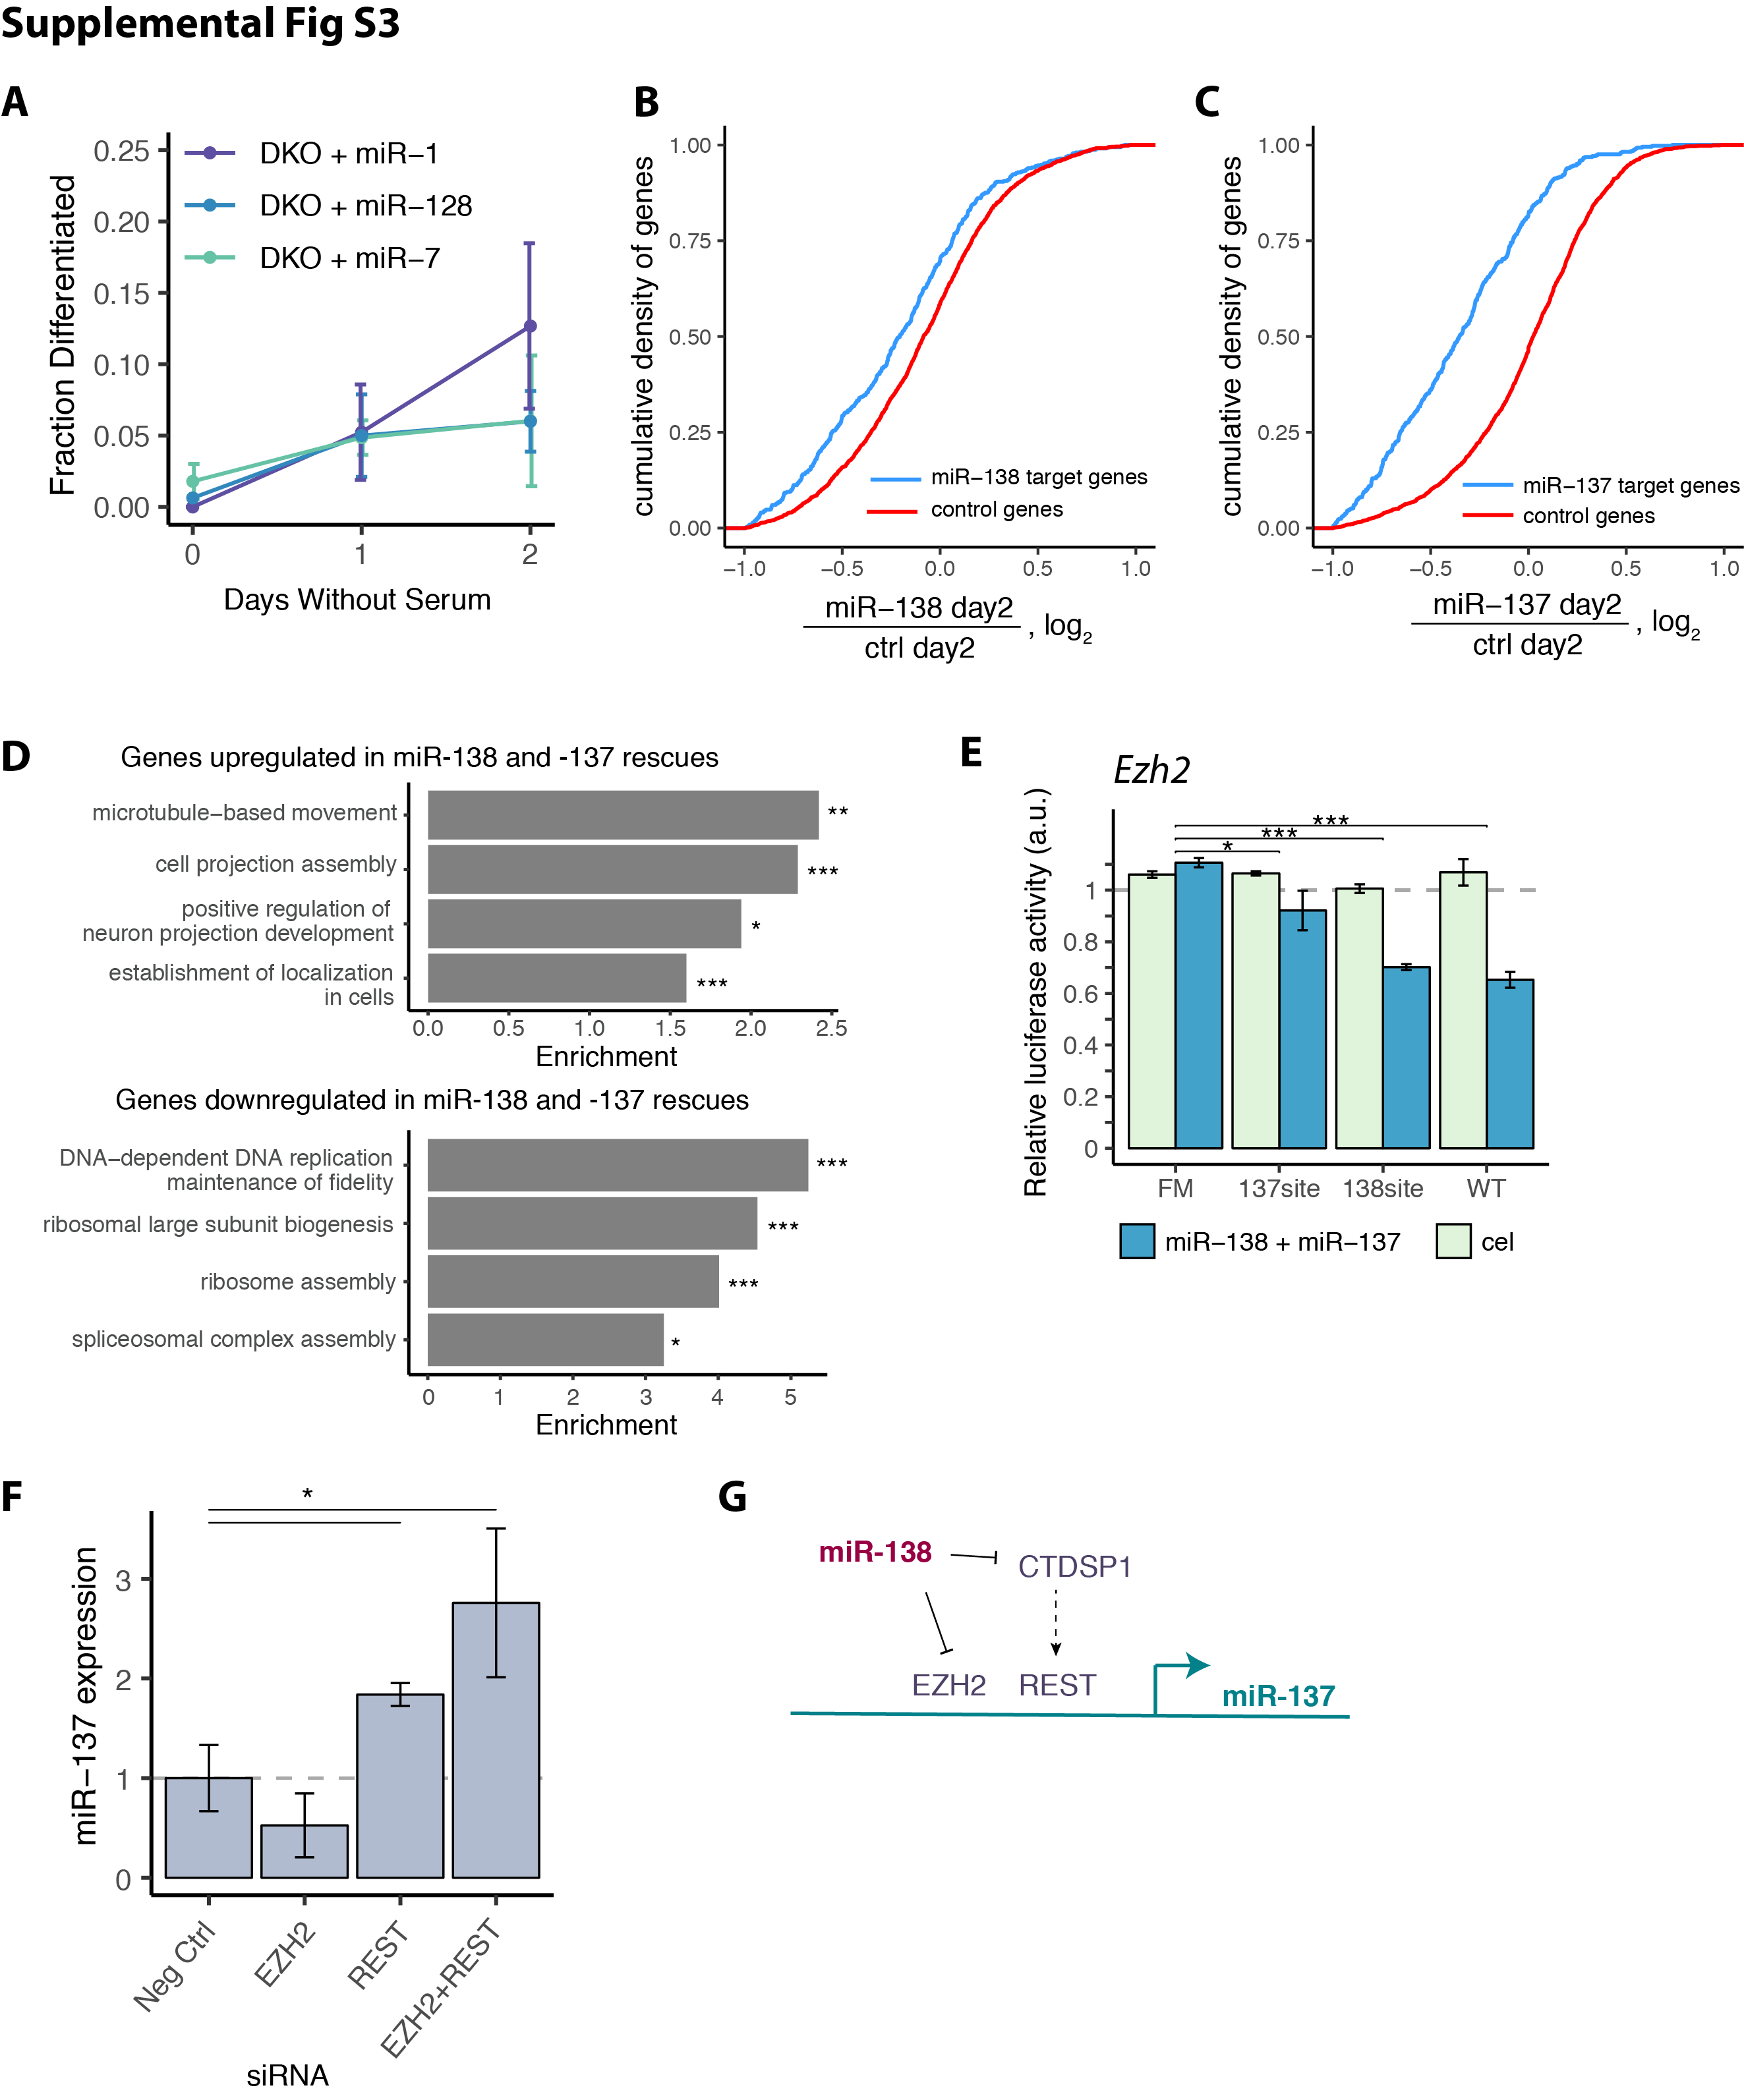 Supplemental Fig S3
A
0.25
0.20
0.15
0.10
0.05
0.00
Fraction Differentiated
DKO + miR−1
DKO + miR−128
DKO + miR−7
0 1 2
Days Without Serum
B
1.00
0.75
0.50
0.25
0.00
cumulative density of genes
miR−138 target genes
control genes
−1.0 −0.5 0.0 0.5 1.0
miR−138 day2
ctrl day2
, log2
C
1.00
0.75
0.50
0.25
0.00
cumulative density of genes
miR−137 target genes
control genes
−1.0 −0.5 0.0 0.5 1.0
miR−137 day2
ctrl day2
, log2
D
Genes upregulated in miR-138 and -137 rescues
microtubule−based movement **
cell projection assembly ***
positive regulation of
neuron projection development *
establishment of localization
in cells ***
0.0 0.5 1.0 1.5 2.0 2.5
Enrichment
Genes downregulated in miR-138 and -137 rescues
DNA−dependent DNA replication
maintenance of fidelity ***
ribosomal large subunit biogenesis ***
ribosome assembly ***
spliceosomal complex assembly *
0 1 2 3 4 5
Enrichment
E
Ezh2
Relative luciferase activity (a.u.)
***
***
*
1
0.8
0.6
0.4
0.2
0
FM 137site 138site WT
miR−138 + miR−137 cel
F
*
miR−137 expression
3
2
1
0
Neg Ctrl
EZH2
REST
EZH2+REST
siRNA
G
miR-138
CTDSP1
EZH2 REST
miR-137